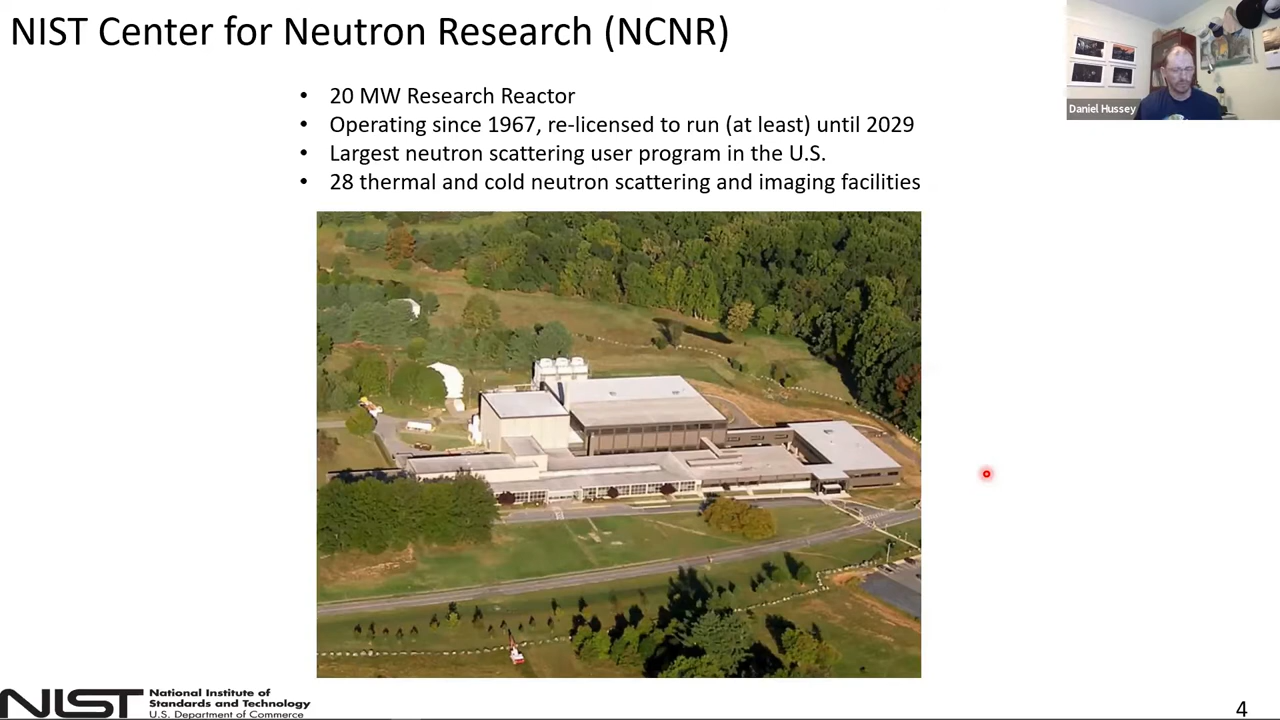 NIST Center for Neutron Research (NCNR)
• 20 MW Research Reactor
• Operating since 1967, re-licensed to run (at least) until 2029
• Largest neutron scattering user program in the U.S.
• 28 thermal and cold neutron scattering and imaging facilities
Daniel Hussey
NIST
National Institute of
Standards and Technology
U.S. Department of Commerce
4